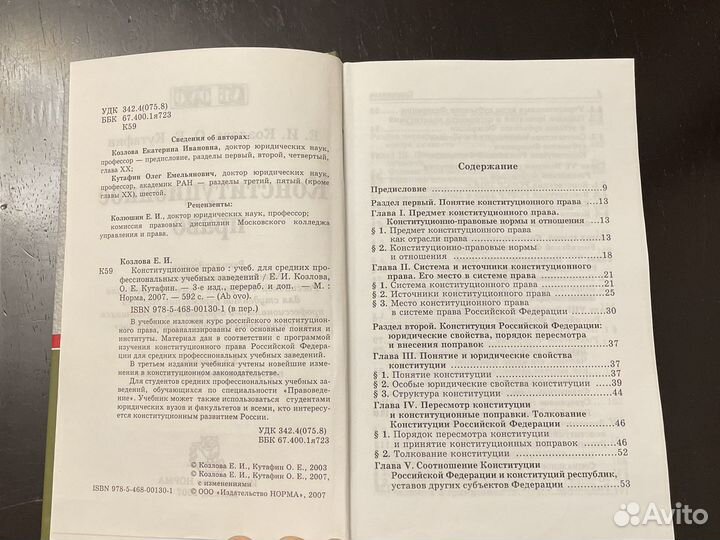 УДК 342.4(075.8)
ББК 67.400.1я723
К59
Сведения об авторах:
Козлова Екатерина Ивановна, доктор юридических наук,
профессор — предисловие, разделы первый, второй, четвертый,
глава XX;
Кутафин Олег Емельянович, доктор юридических наук,
профессор, академик РАН — разделы третий, пятый (кроме
главы XX), шестой.
Рецензенты:
Колюшин Е. И., доктор юридических наук, профессор;
комиссия правовых дисциплин Московского колледжа
управления и права.
Козлова Е. И.
К59 Конституционное право : учеб. для средних про-
фессиональных учебных заведений / Е. И. Козлова,
О. Е. Кутафин. — 3-е изд., перераб. и доп. — М. :
Норма, 2007. — 592 с. — (Ab ovo).
ISBN 978-5-468-00130-1 (в пер.)
В учебнике изложен курс российского конституционно-
го права, проанализированы его основные понятия и
институты. Материал дан в соответствии с программой
изучения конституционного права Российской Федера-
ции для средних профессиональных учебных заведений.
В третьем издании учебника учтены новейшие изменения
в конституционном законодательстве.
Для студентов средних профессиональных учебных за-
ведений, обучающихся по специальности «Правоведе-
ние». Учебник может также использоваться студентами
юридических вузов и факультетов и всеми, кто интересу-
ется конституционным развитием России.
УДК 342.4(075.8)
ББК 67.400.1я723
© Козлова Е. И., Кутафин О. Е., 2003
© Козлова Е. И., Кутафин О. Е., 2007,
с изменениями
ISBN 978-5-468-00130-1 © ООО «Издательство НОРМА», 2007
Содержание
Предисловие 9
Раздел первый. Понятие конституционного права 13
Глава I. Предмет конституционного права.
Конституционно-правовые нормы и отношения 13
§ 1. Предмет конституционного права
как отрасли права 13
§ 2. Конституционно-правовые нормы
и отношения 18
Глава II. Система и источники конституционного
права. Его место в системе права 21
§ 1. Система конституционного права 21
§ 2. Источники конституционного права 25
§ 3. Место конституционного права
в системе права Российской Федерации 30
Раздел второй. Конституция Российской Федерации:
юридические свойства, порядок пересмотра
и внесения поправок 37
Глава III. Понятие и юридические свойства
конституции 37
§ 1. Понятие конституции 37
§ 2. Особые юридические свойства конституции 39
§ 3. Структура конституции 44
Глава IV. Пересмотр конституции
и конституционные поправки. Толкование
Конституции Российской Федерации 46
§ 1. Порядок пересмотра конституции
и принятие конституционных поправок 46
§ 2. Толкование конституции 52
Глава V. Соотношение Конституции
Российской Федерации и конституций республик,
уставов других субъектов Федерации 53
Avito